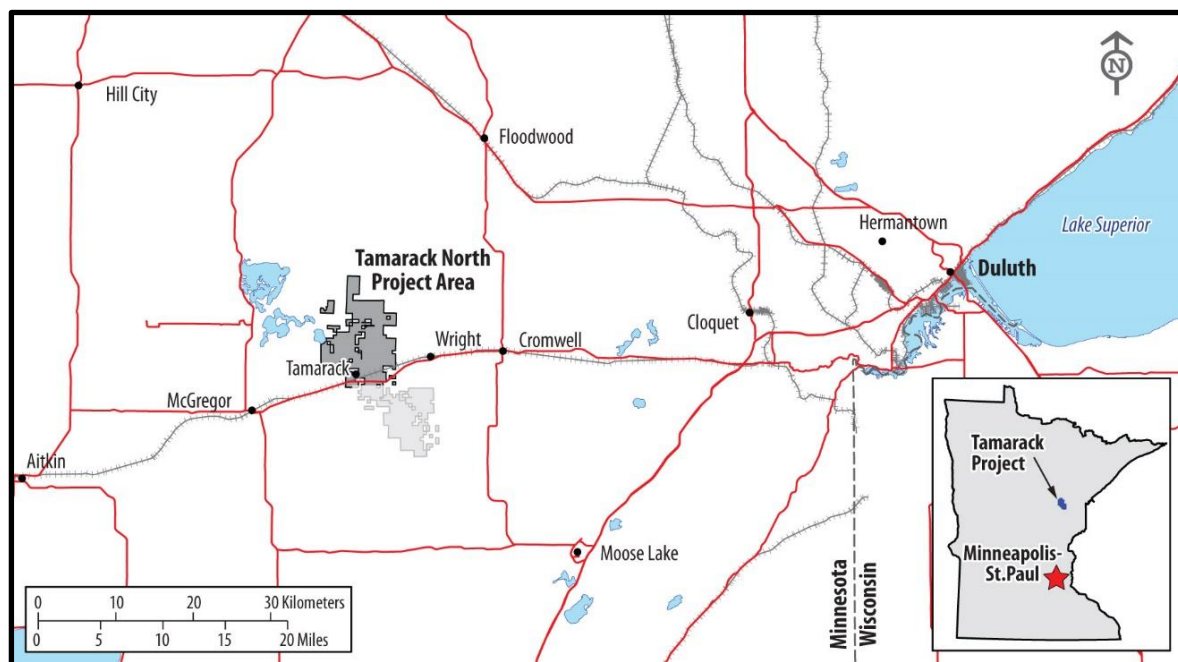 N
Hill City
Floodwood
Hermantown
Lake Superior
Tamarack North
Project Area
Duluth
Cloquet
Wright
Cromwell
Tamarack
McGregor
Aitkin
Moose Lake
Minnesota
Wisconsin
Tamarack
Project
Minneapolis-
St.Paul
0 10 20 30 Kilometers
0 5 10 15 20 Miles